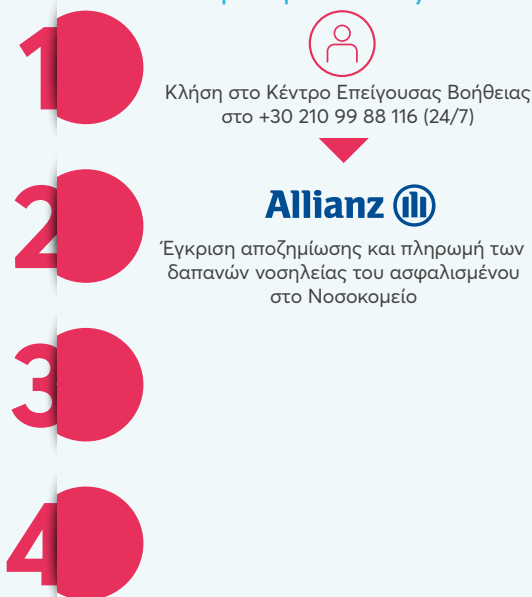 1
Κλήση στο Κέντρο Επείγουσας Βοήθειας
στο +30 210 99 88 116 (24/7)
2
Allianz
Έγκριση αποζημίωσης και πληρωμή των
δαπανών νοσηλείας του ασφαλισμένου
στο Νοσοκομείο
3
4